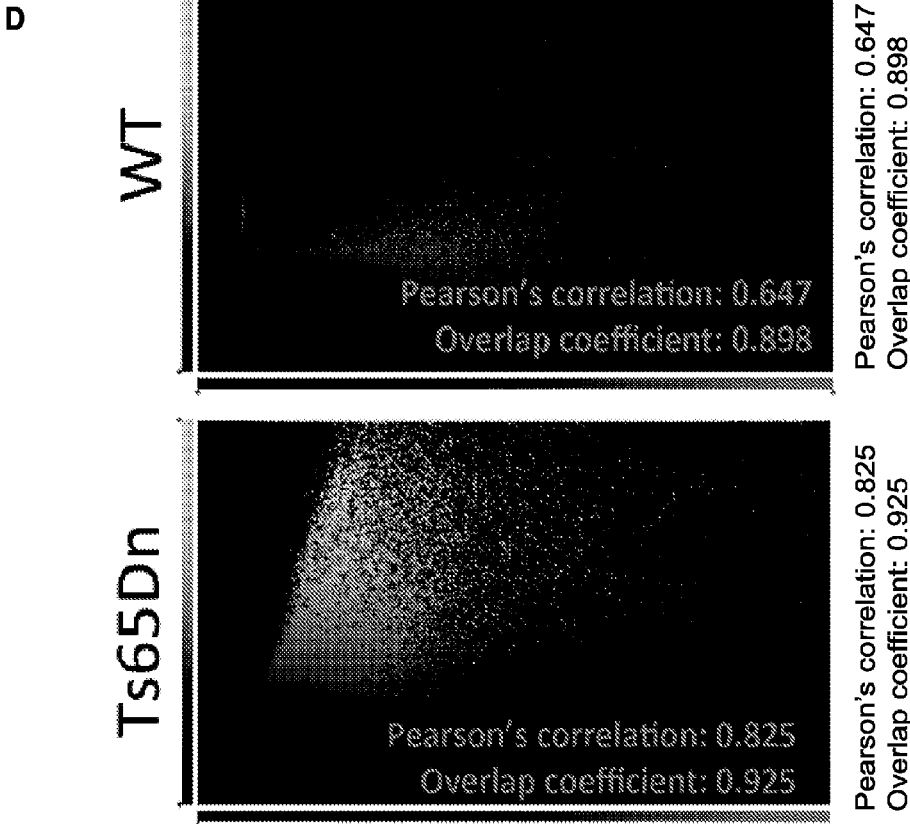 D
WT
Pearson's correlation: 0.647
Overlap coefficient: 0.898
Pearson's correlation: 0.647
Overlap coefficient: 0.898
Ts65Dn
Pearson's correlation: 0.825
Overlap coefficient: 0.925
Pearson's correlation: 0.825
Overlap coefficient: 0.925